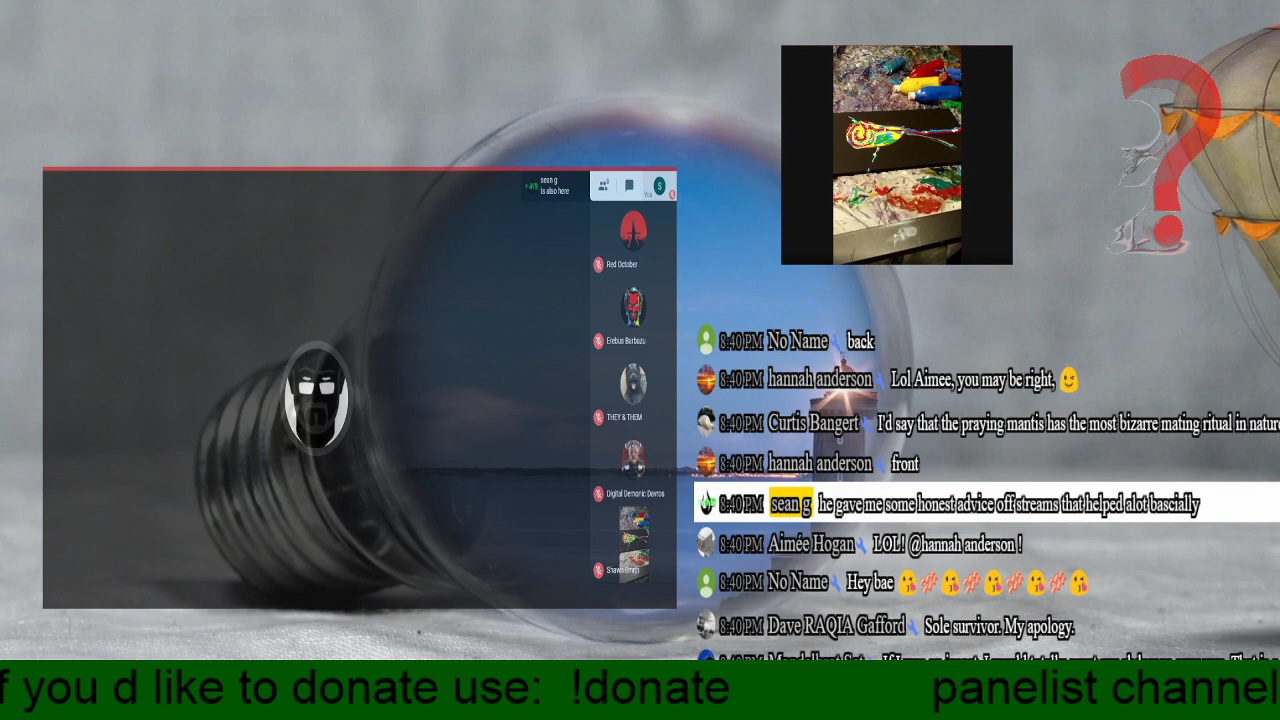 sean g
is also here
You
S
Red October
Erebus Barbazu
THEY & THEM
Digital Demonic Devros
Shawn Smith
8:40 PM No Name back
8:40 PM hannah anderson Lol Aimee, you may be right, 😉
8:40 PM Curtis Bangert I'd say that the praying mantis has the most bizarre mating ritual in nature
8:40 PM hannah anderson front
8:40 PM sean g he gave me some honest advice off streams that helped alot bascially
8:40 PM Aimée Hogan LOL! @hannah anderson !
8:40 PM No Name Hey bae 😘
8:40 PM Dave RAQIA Gafford Sole survivor. My apology.
f you d like to donate use: !donate panelist channel
?